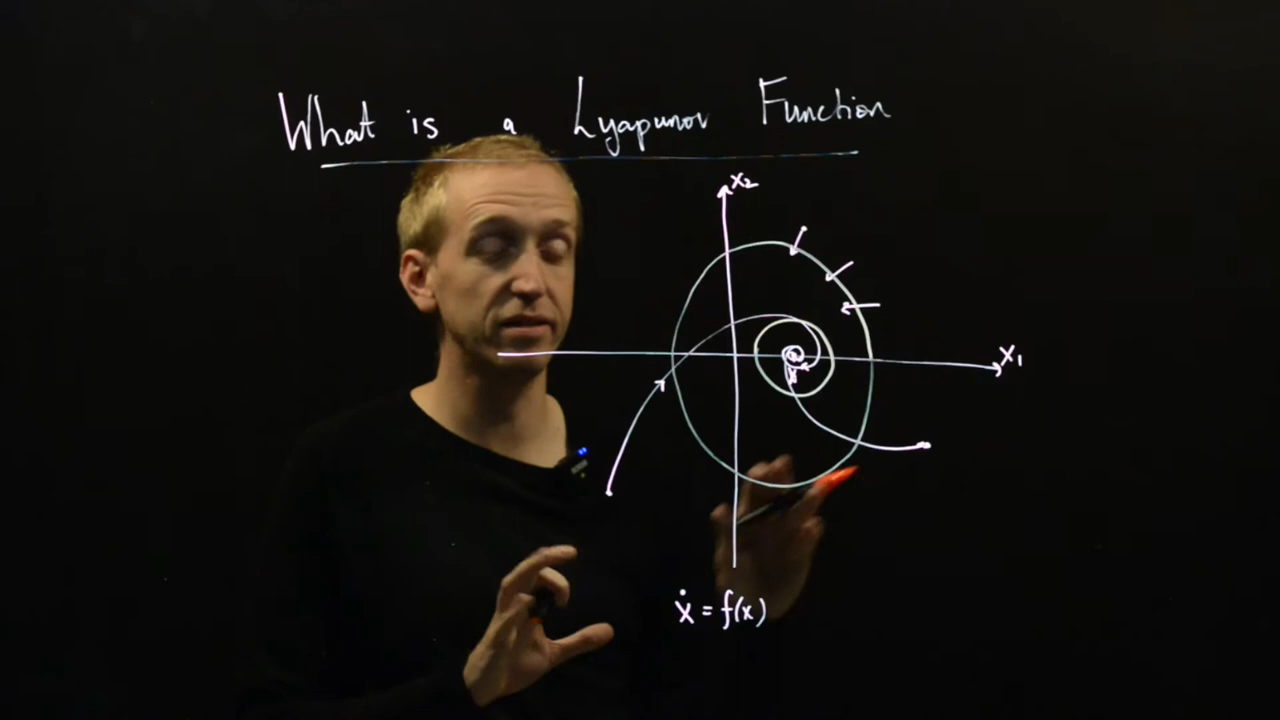 What is a Lyapunov Function
x₂
x₁
ẋ = f(x)